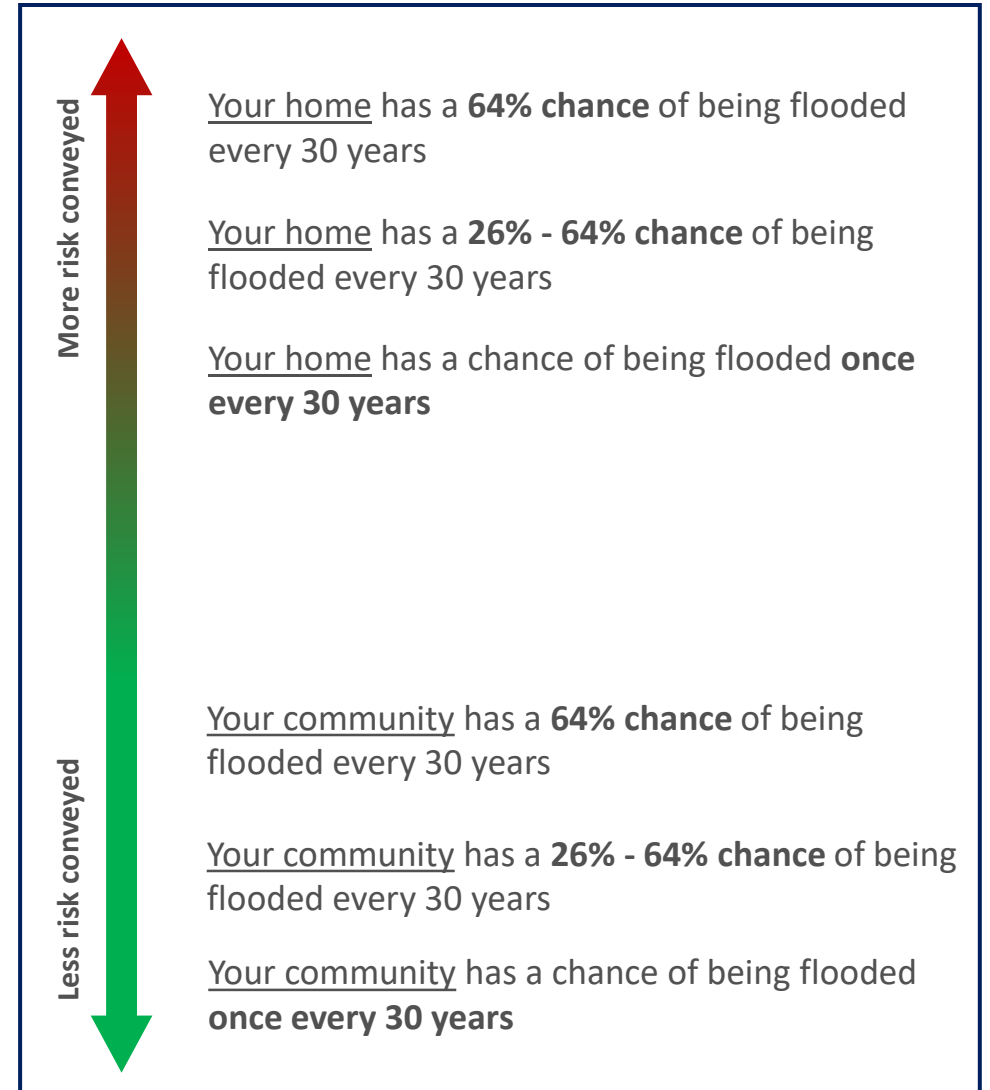 More risk conveyed
Your home has a 64% chance of being flooded
every 30 years
Your home has a 26% - 64% chance of being
flooded every 30 years
Your home has a chance of being flooded once
every 30 years
Less risk conveyed
Your community has a 64% chance of being
flooded every 30 years
Your community has a 26% - 64% chance of being
flooded every 30 years
Your community has a chance of being flooded
once every 30 years